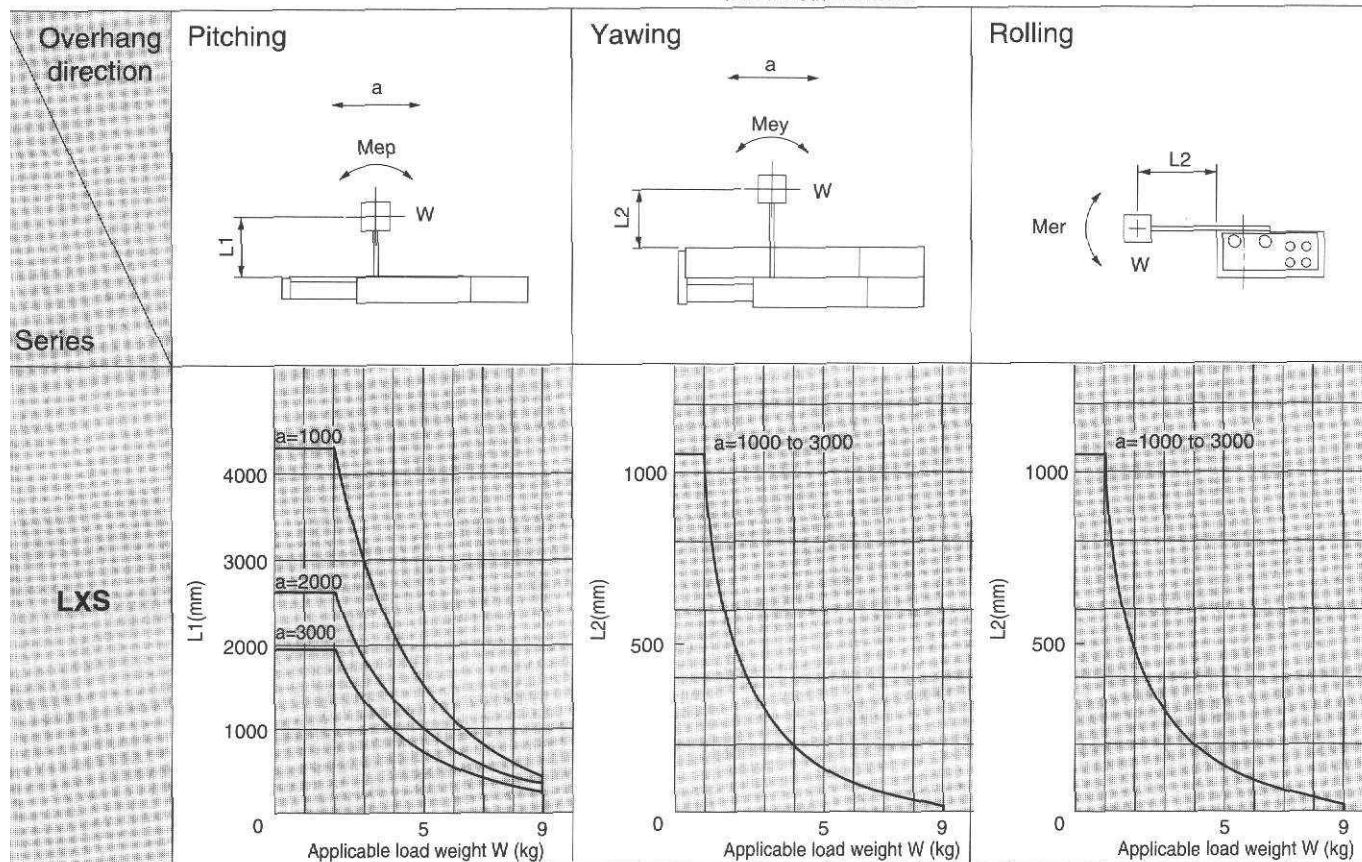 Overhang
direction
Series
Pitching
a
Mep
W
L1
Yawing
a
Mey
W
L2
Rolling
L2
Mer
W
LXS
a=1000
4000
3000
a=2000
L1(mm)
2000
a=3000
1000
0
5
9
Applicable load weight W (kg)
a=1000 to 3000
1000
L2(mm)
500
0
5
9
Applicable load weight W (kg)
a=1000 to 3000
1000
L2(mm)
500
0
5
9
Applicable load weight W (kg)